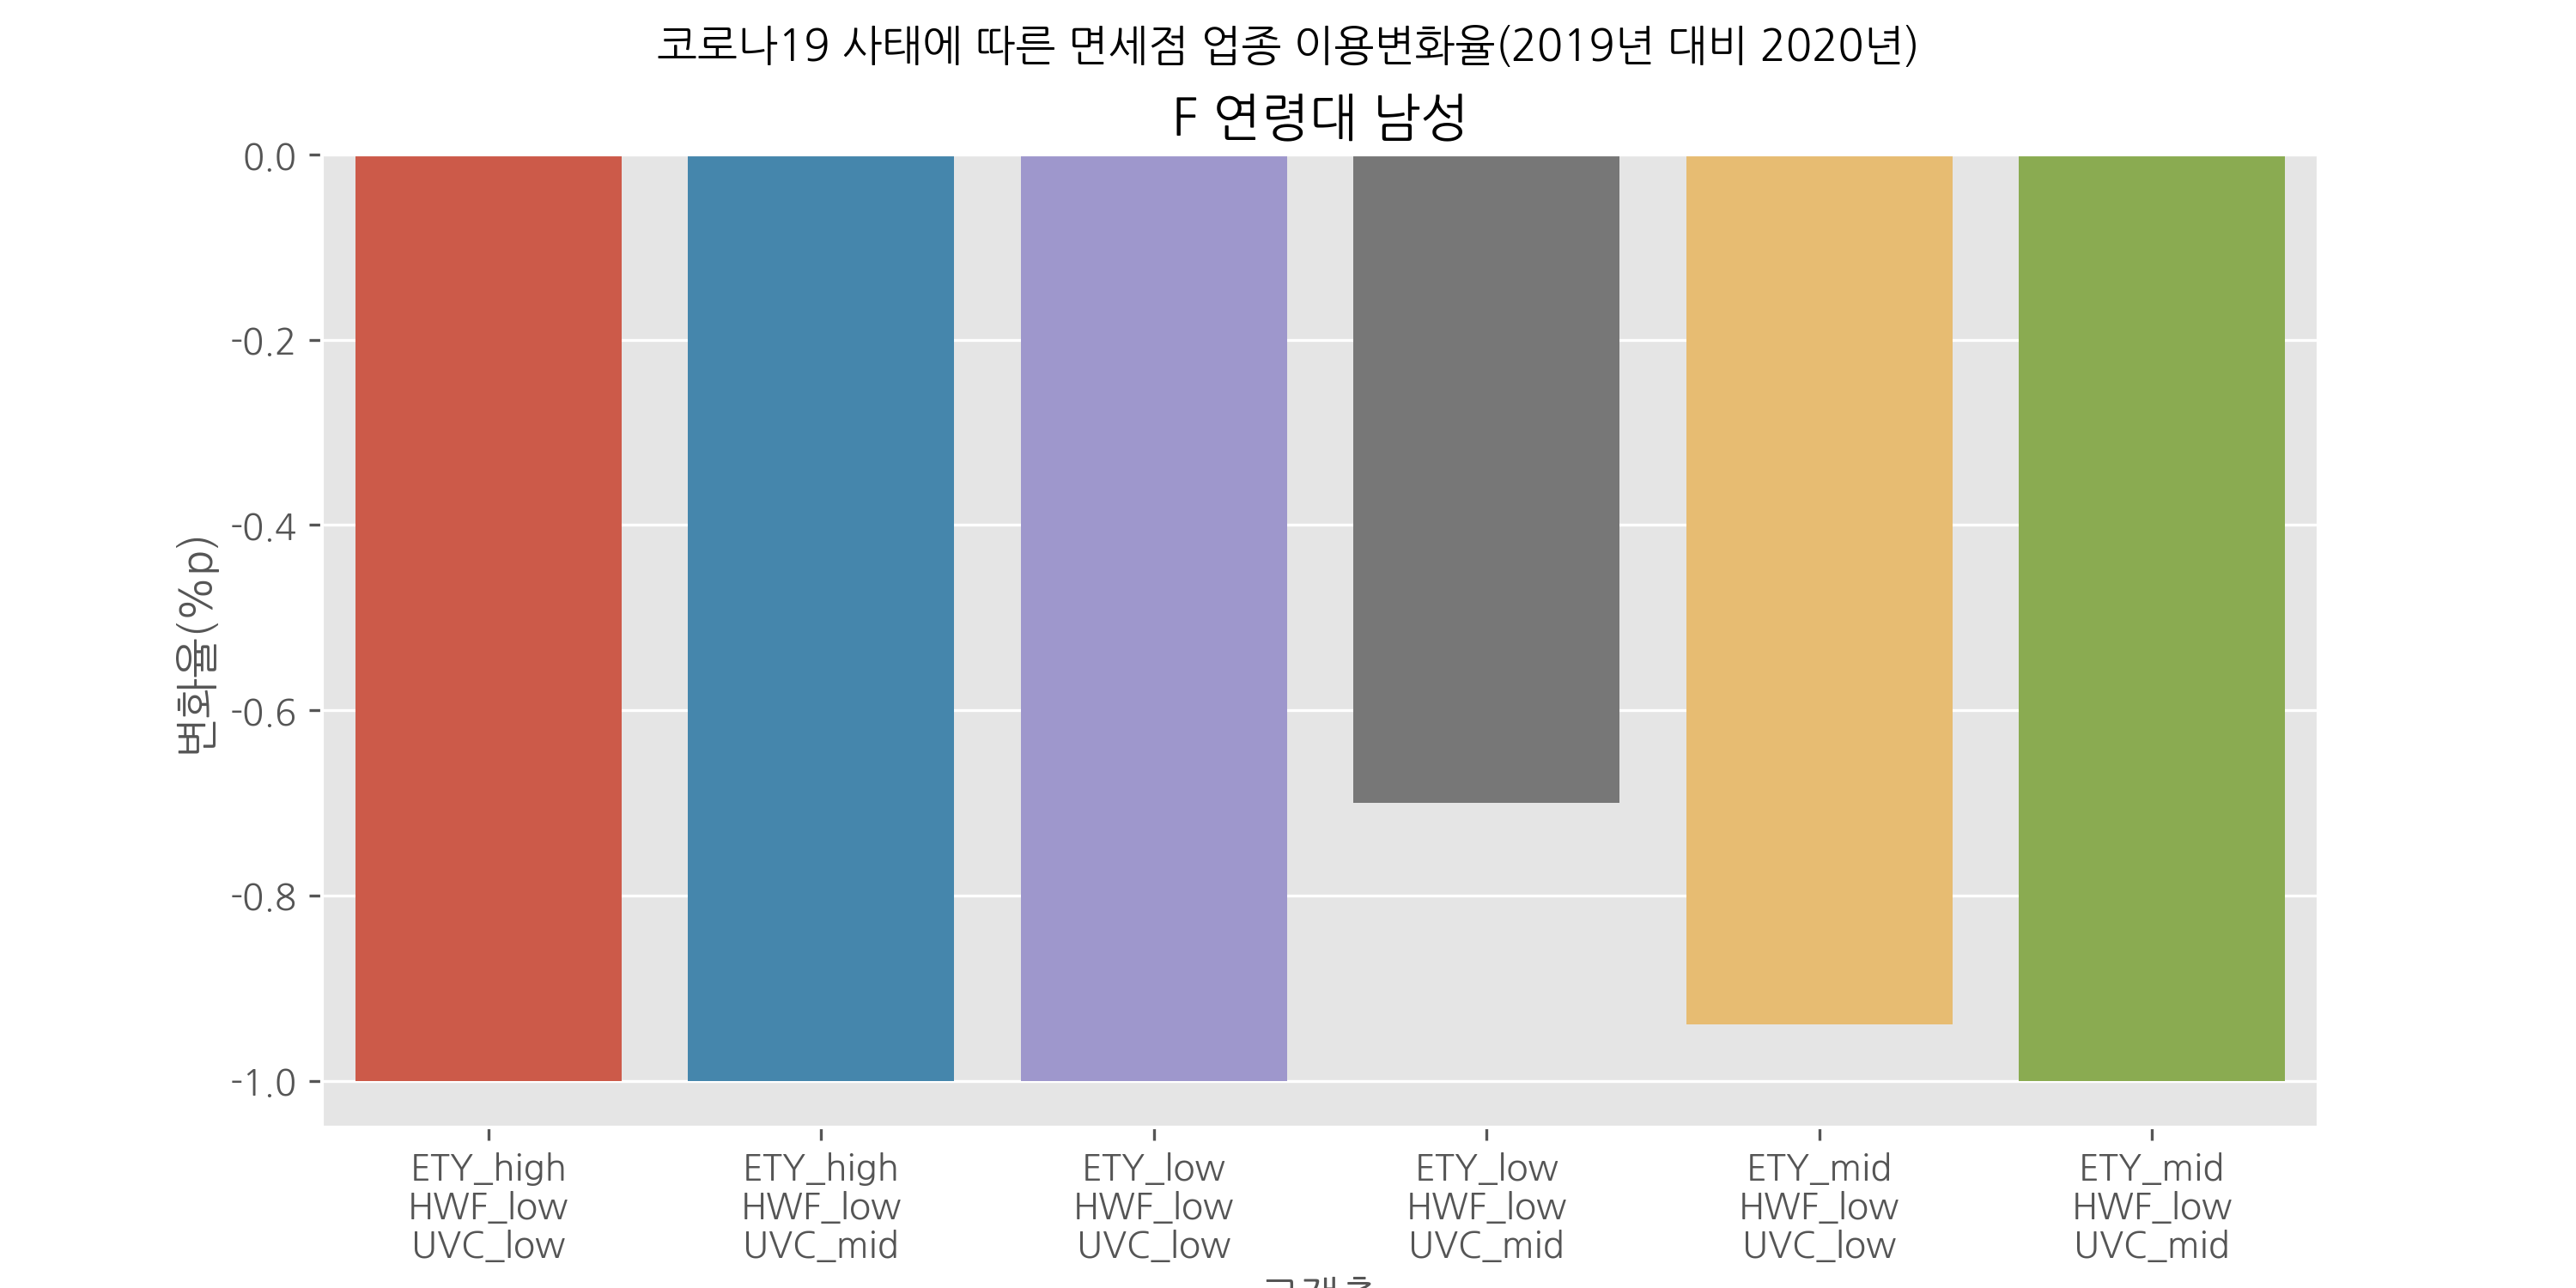 코로나19 사태에 따른 면세점 업종 이용변화율(2019년 대비 2020년)
F 연령대 남성
변화율(%p)
0.0
-0.2
-0.4
-0.6
-0.8
-1.0
ETY_high
HWF_low
UVC_low
ETY_high
HWF_low
UVC_mid
ETY_low
HWF_low
UVC_low
ETY_low
HWF_low
UVC_mid
ETY_mid
HWF_low
UVC_low
ETY_mid
HWF_low
UVC_mid